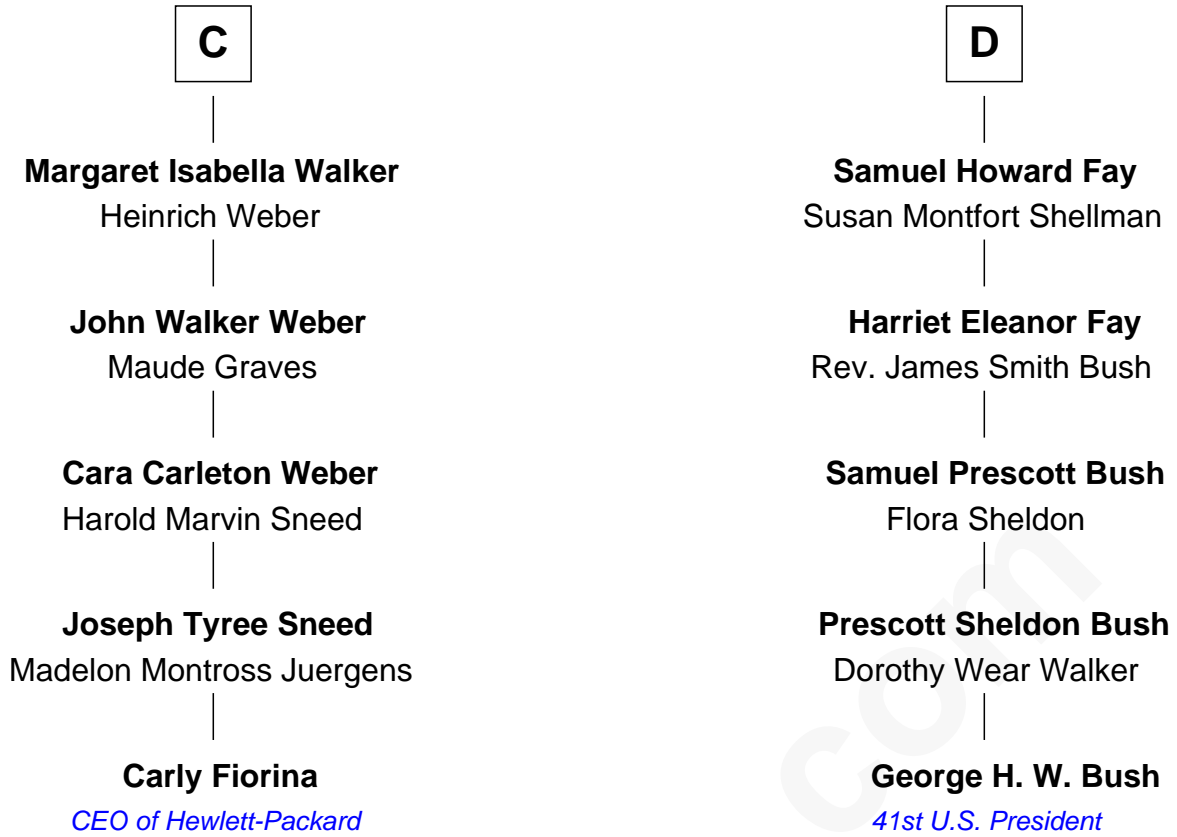 C
Margaret Isabella Walker
Heinrich Weber
John Walker Weber
Maude Graves
Cara Carleton Weber
Harold Marvin Sneed
Joseph Tyree Sneed
Madelon Montross Juergens
Carly Fiorina
CEO of Hewlett-Packard
D
Samuel Howard Fay
Susan Montfort Shellman
Harriet Eleanor Fay
Rev. James Smith Bush
Samuel Prescott Bush
Flora Sheldon
Prescott Sheldon Bush
Dorothy Wear Walker
George H. W. Bush
41st U.S. President
com